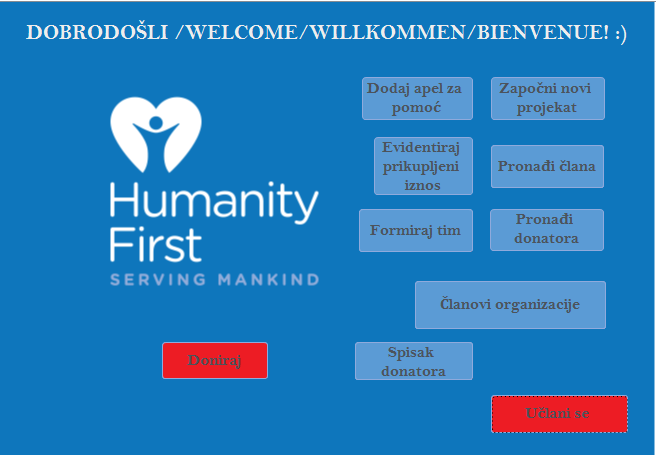 DOBRODOŠLI /WELCOME/WILLKOMMEN/BIENVENUE! :)
Humanity
First
SERVING MANKIND
Dodaj apel za
pomoć
Započni novi
projekat
Evidentiraj
prikupljeni
iznos
Pronađi člana
Formiraj tim
Pronađi
donatora
Članovi organizacije
Doniraj
Spisak
donatora
Učlani se